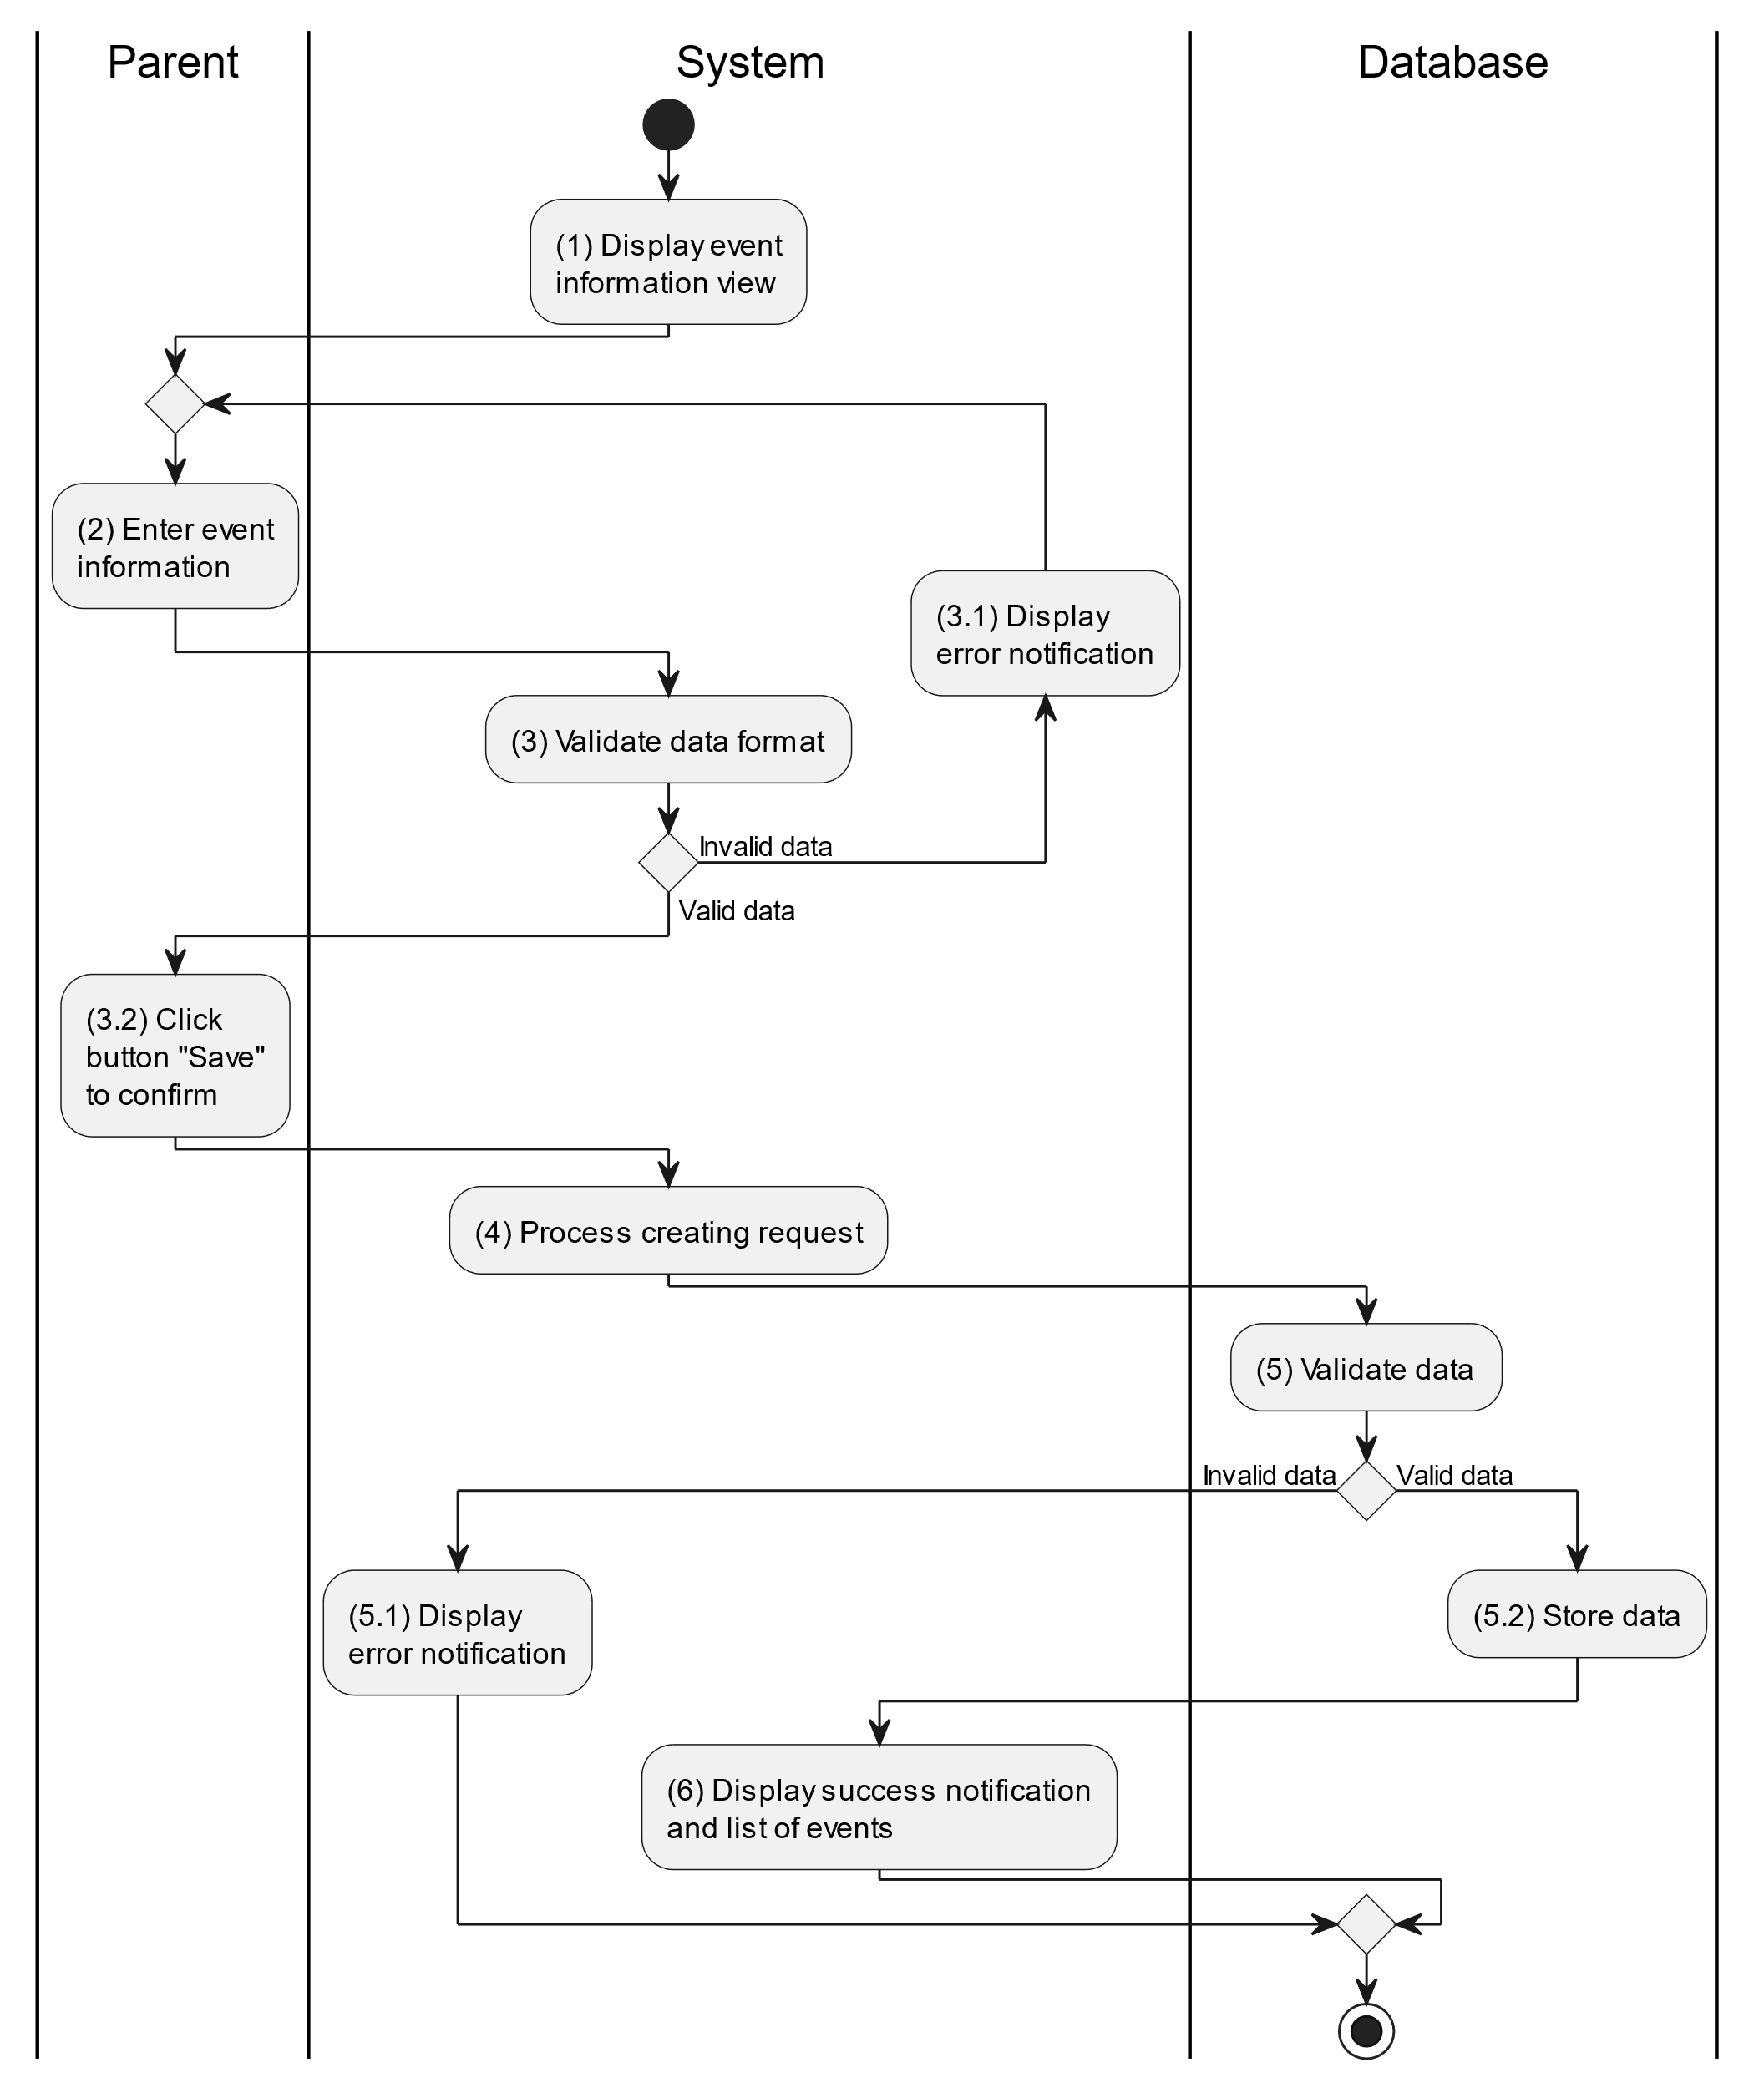 Parent
System
Database
(1) Display event
information view
(2) Enter event
information
(3.1) Display
error notification
(3) Validate data format
Invalid data
Valid data
(3.2) Click
button "Save"
to confirm
(4) Process creating request
(5) Validate data
Invalid data
Valid data
(5.1) Display
error notification
(5.2) Store data
(6) Display success notification
and list of events